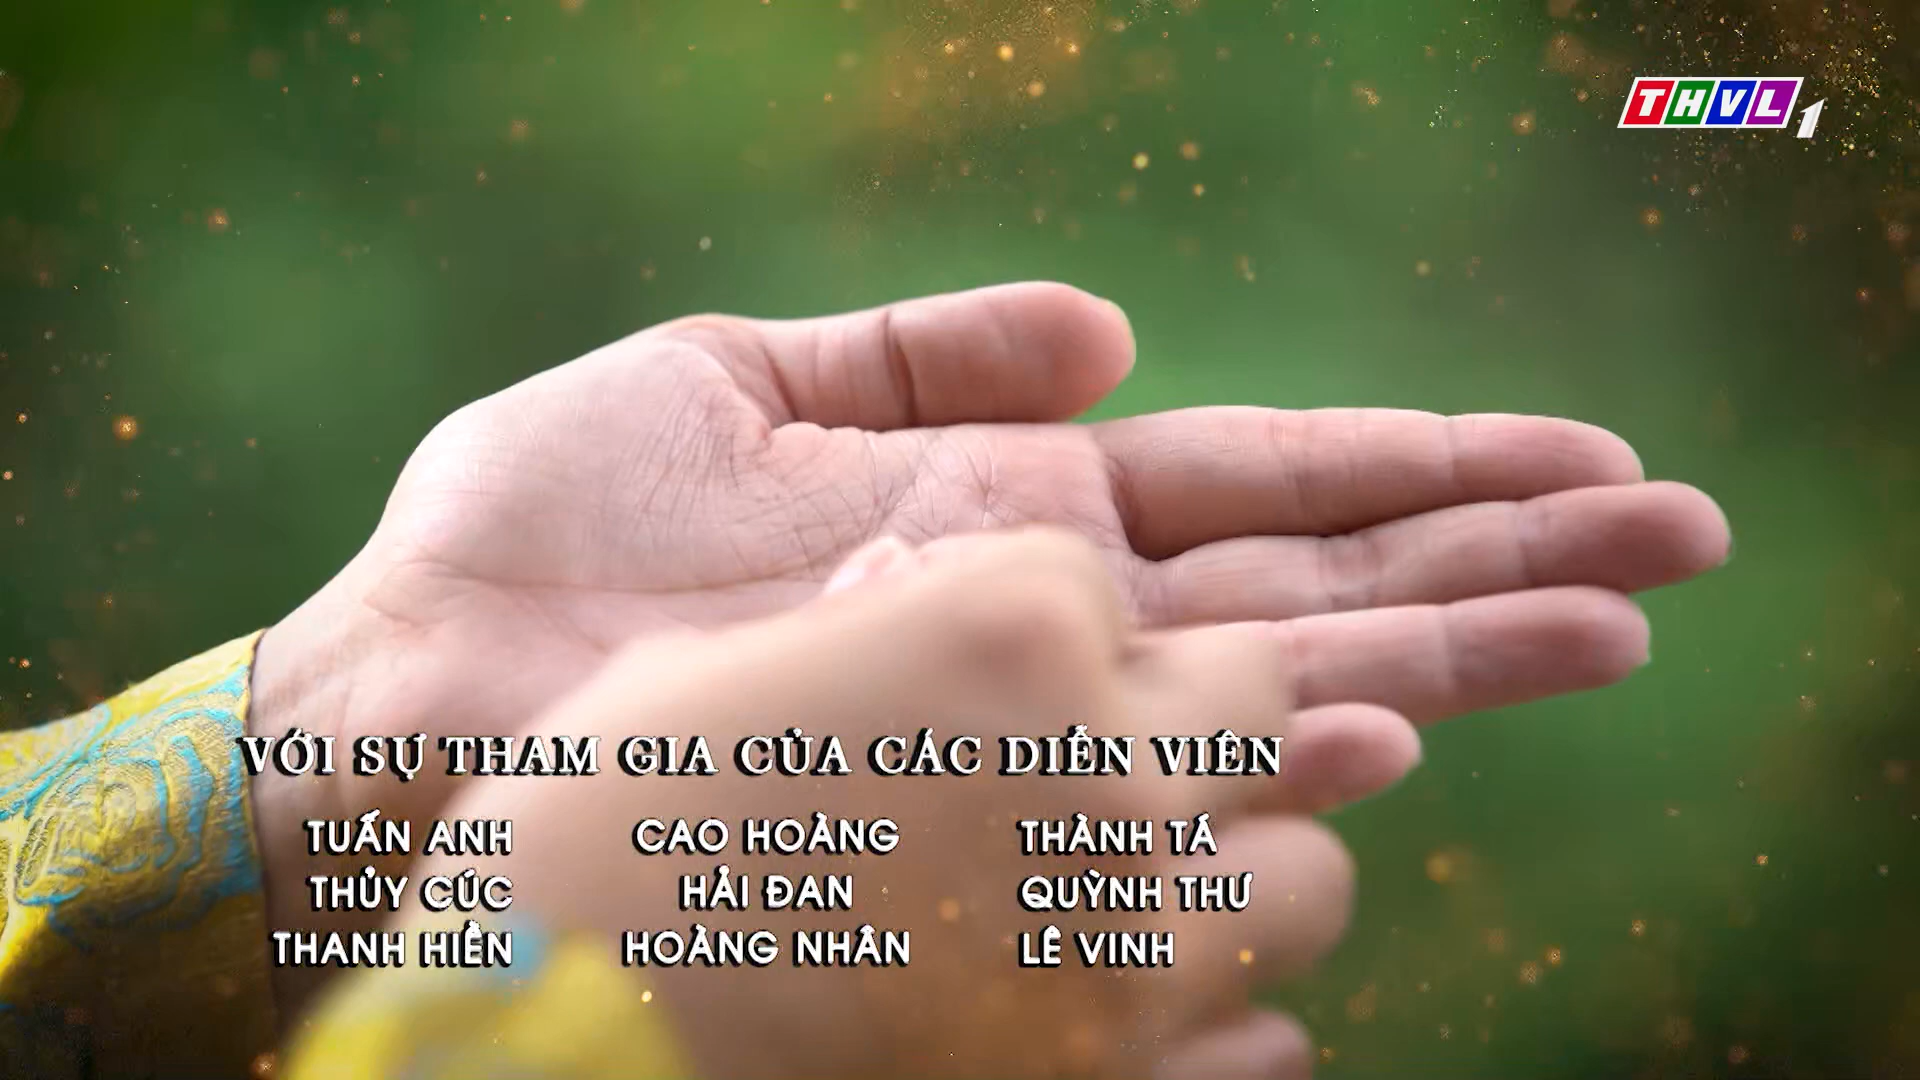 THVL1
VỚI SỰ THAM GIA CỦA CÁC DIỄN VIÊN
TUẤN ANH CAO HOÀNG THÀNH TÁ
THỦY CÚC HẢI ĐAN QUỲNH THƯ
THANH HIỀN HOÀNG NHÂN LÊ VINH